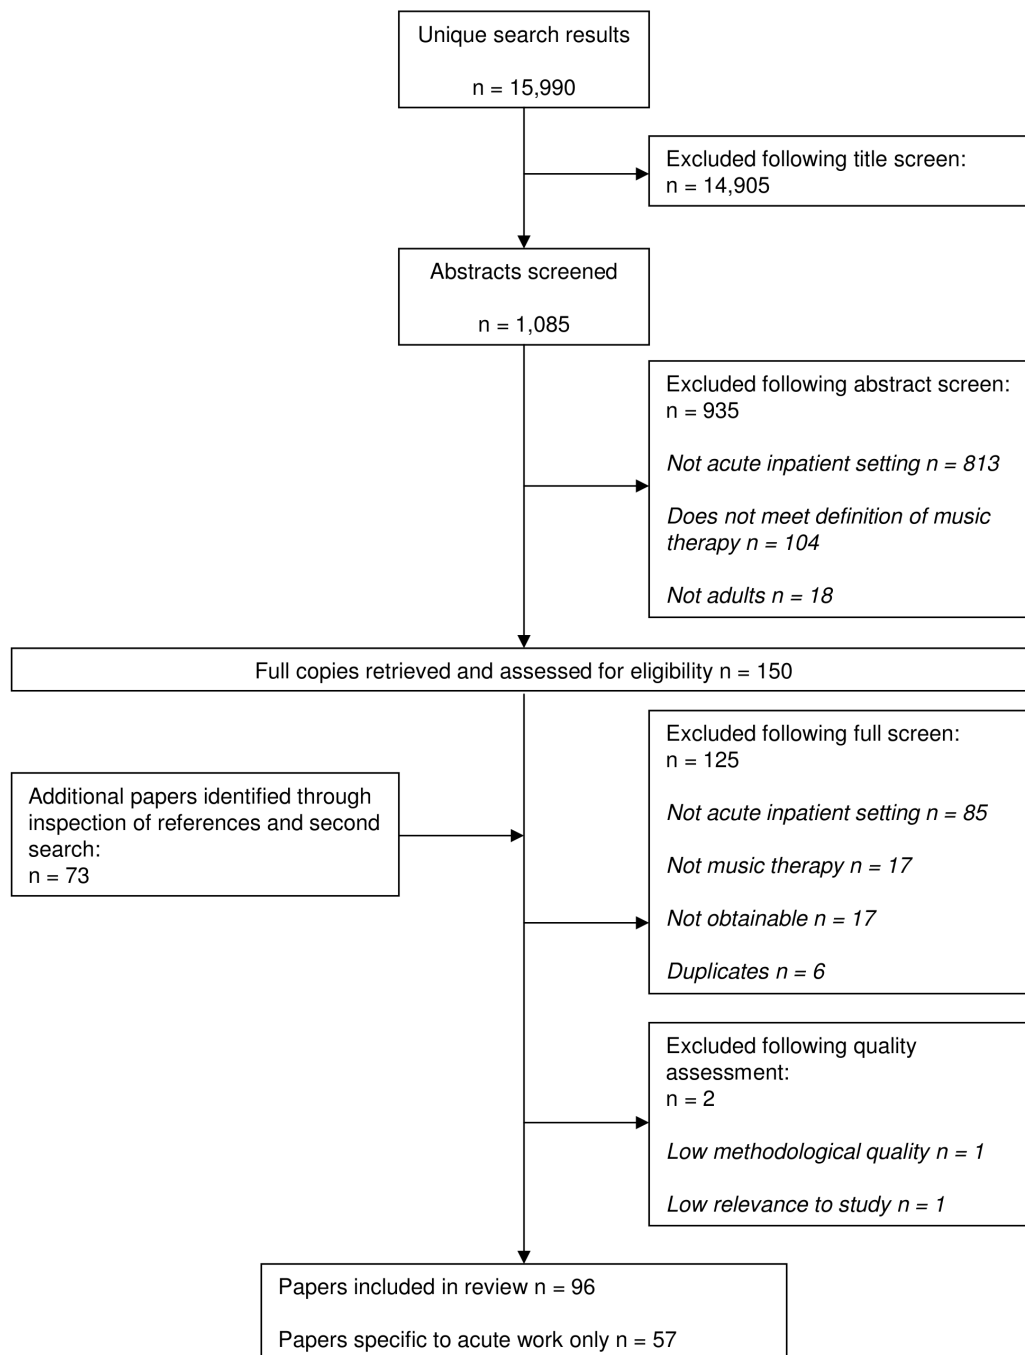 Unique search results
n = 15,990
Excluded following title screen:
n = 14,905
Abstracts screened
n = 1,085
Excluded following abstract screen:
n = 935
Not acute inpatient setting n = 813
Does not meet definition of music
therapy n = 104
Not adults n = 18
Full copies retrieved and assessed for eligibility n = 150
Excluded following full screen:
n = 125
Not acute inpatient setting n = 85
Not music therapy n = 17
Not obtainable n = 17
Duplicates n = 6
Additional papers identified through
inspection of references and second
search:
n = 73
Excluded following quality
assessment:
n = 2
Low methodological quality n = 1
Low relevance to study n = 1
Papers included in review n = 96
Papers specific to acute work only n = 57